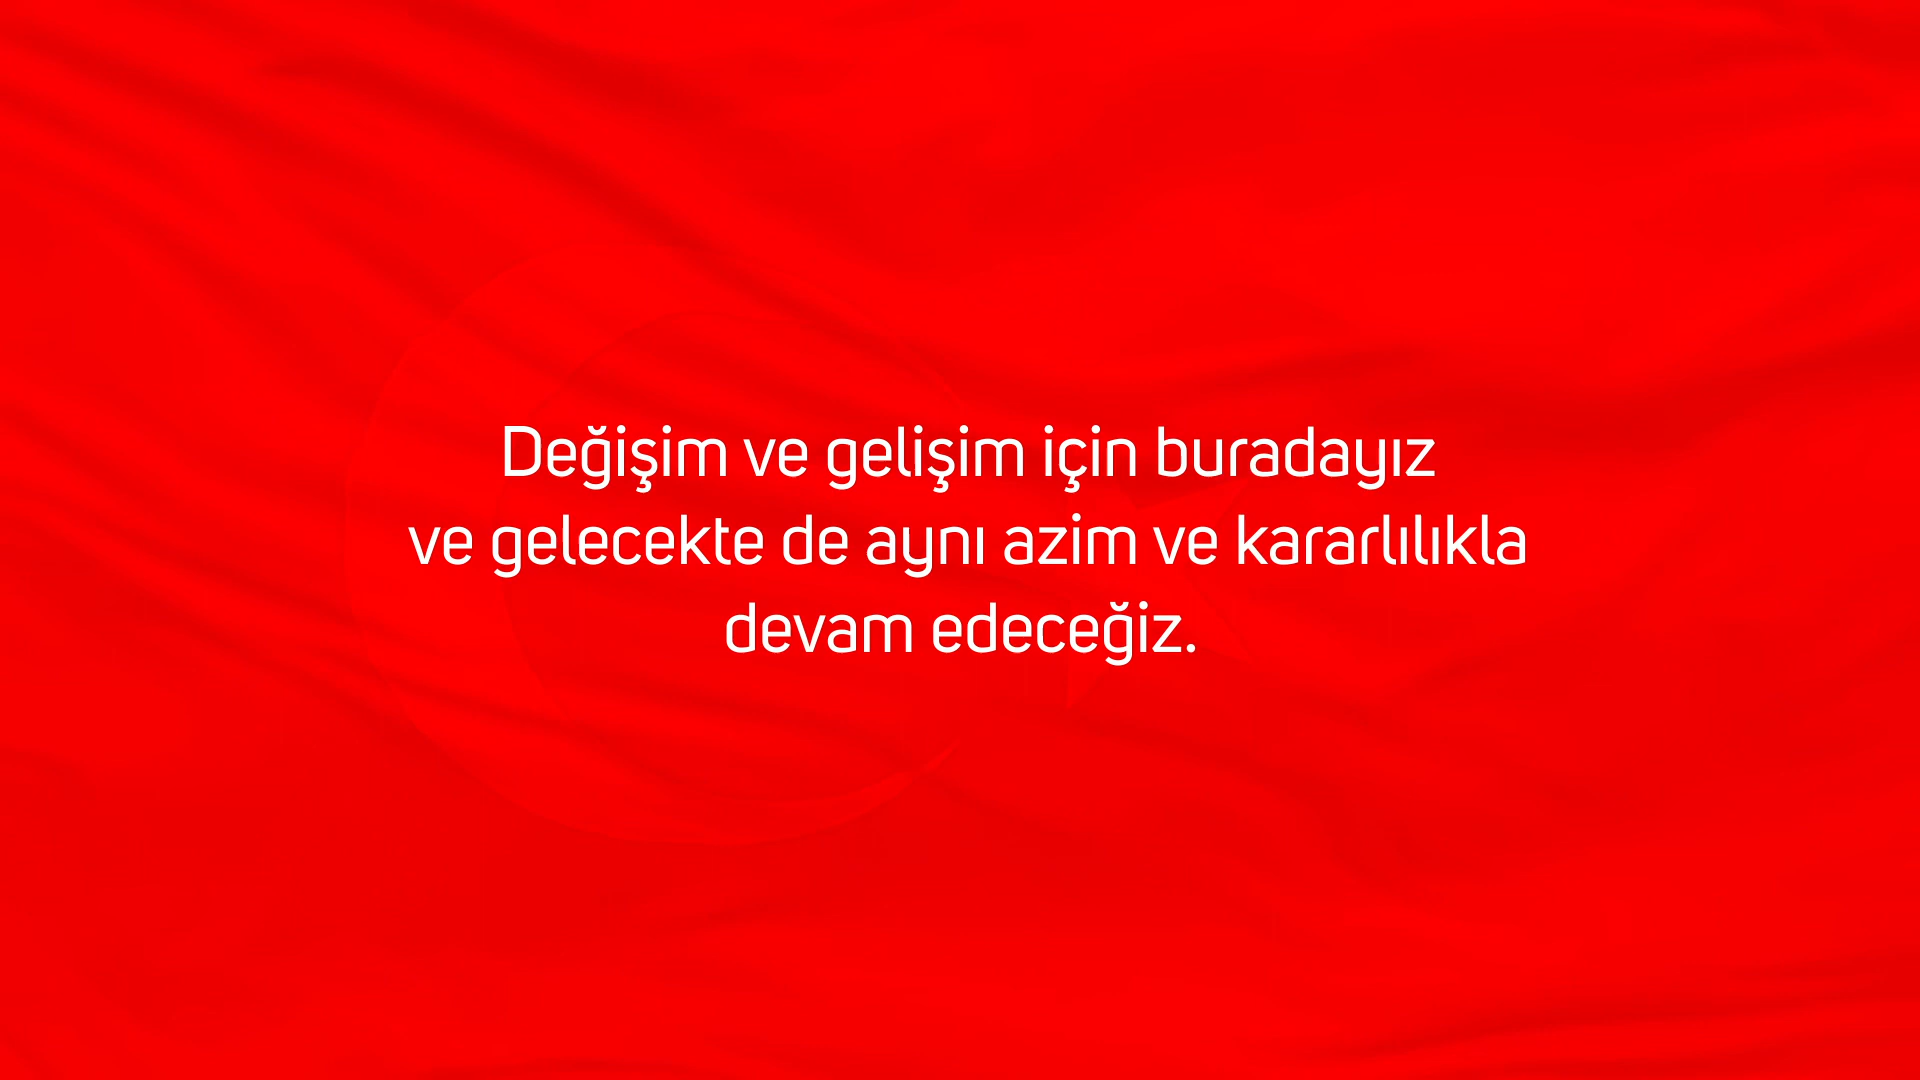 Değişim ve gelişim için buradayız
ve gelecekte de aynı azim ve kararlılıkla
devam edeceğiz.